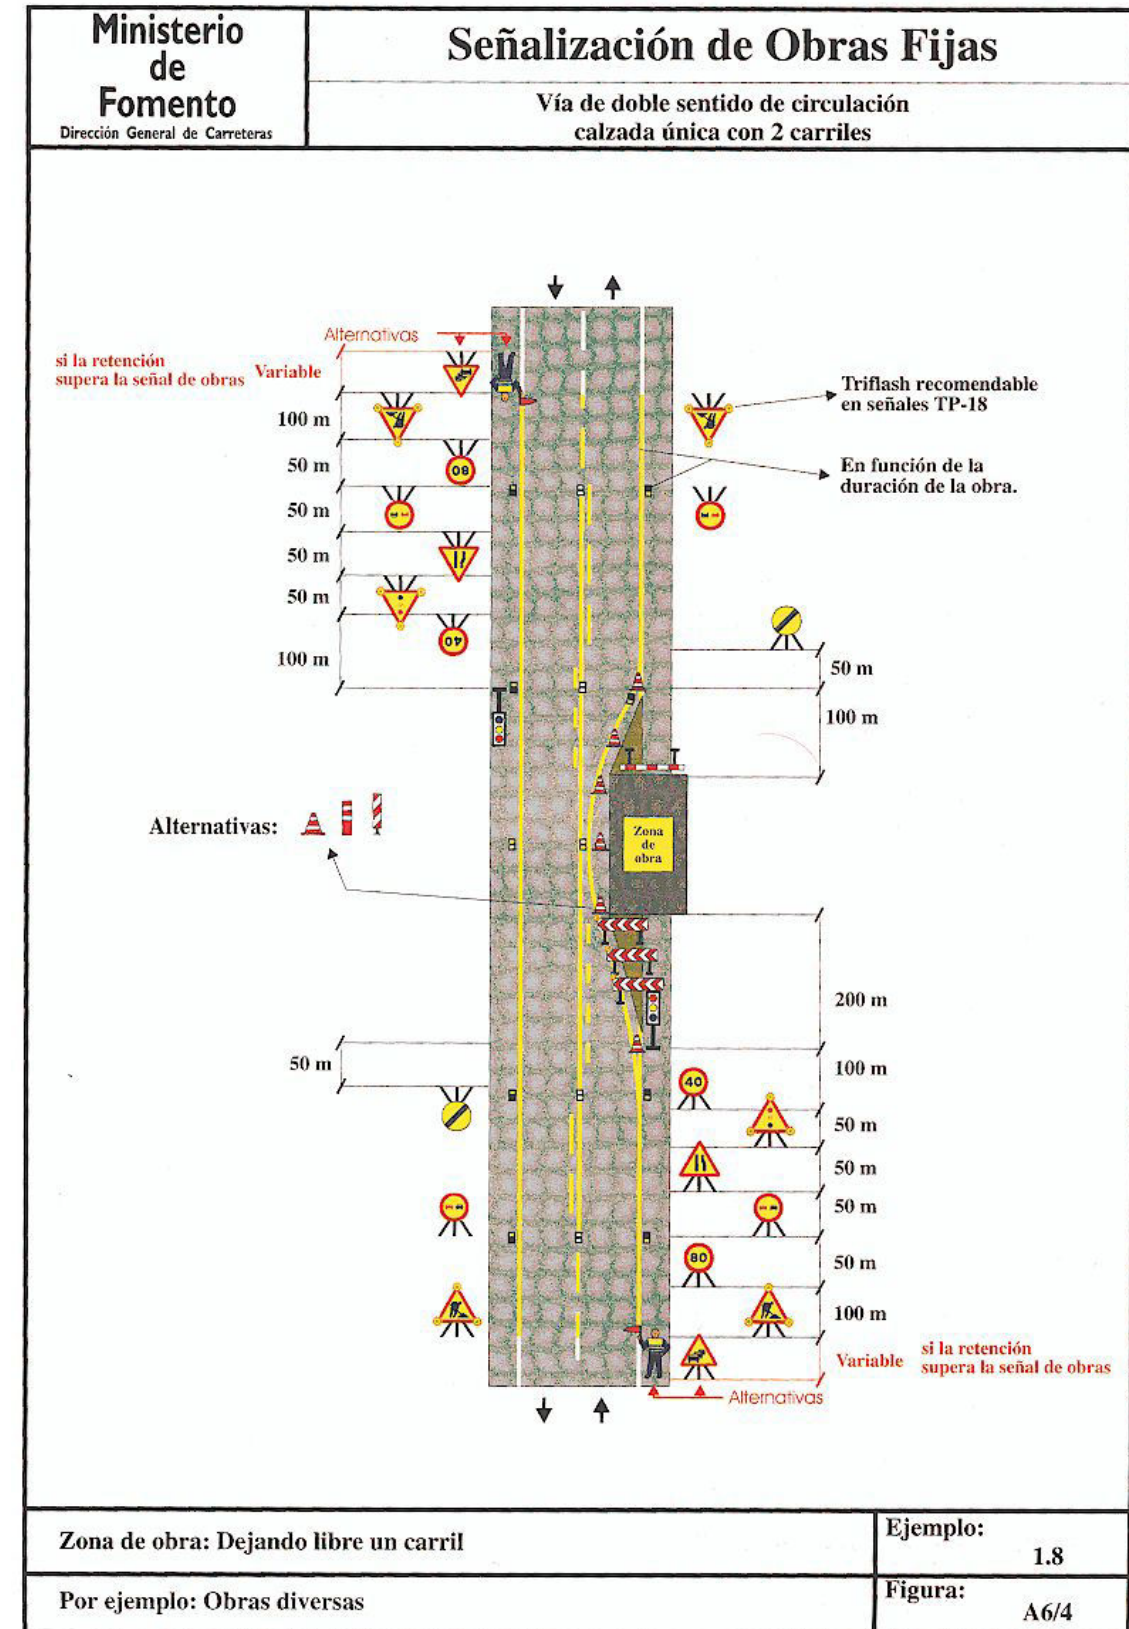 Ministerio
de
Fomento
Dirección General de Carreteras
Señalización de Obras Fijas
Vía de doble sentido de circulación
calzada única con 2 carriles
Alternativas
si la retención
supera la señal de obras
Variable
100 m
50 m
50 m
50 m
50 m
100 m
80
40
Triflash recomendable
en señales TP-18
En función de la
duración de la obra.
50 m
100 m
Alternativas:
Zona
de
obra
200 m
50 m
100 m
50 m
50 m
50 m
50 m
100 m
40
80
Variable
si la retención
supera la señal de obras
Alternativas
Zona de obra: Dejando libre un carril
Ejemplo:
1.8
Por ejemplo: Obras diversas
Figura:
A6/4